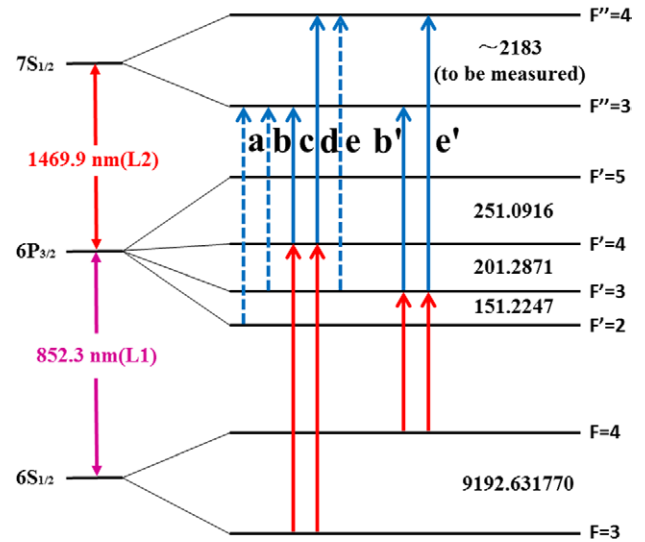 F"=4
~2183
7S1/2
(to be measured)
F"=3
a b c d e b' e'
1469.9 nm(L2)
F'=5
251.0916
6P3/2
F'=4
201.2871
F'=3
151.2247
F'=2
852.3 nm(L1)
F=4
6S1/2
9192.631770
F=3